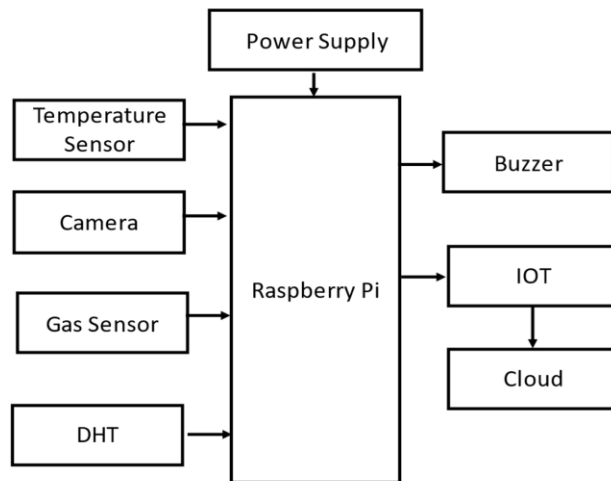 Power Supply
Temperature
Sensor
Camera
Gas Sensor
DHT
Raspberry Pi
Buzzer
IOT
Cloud